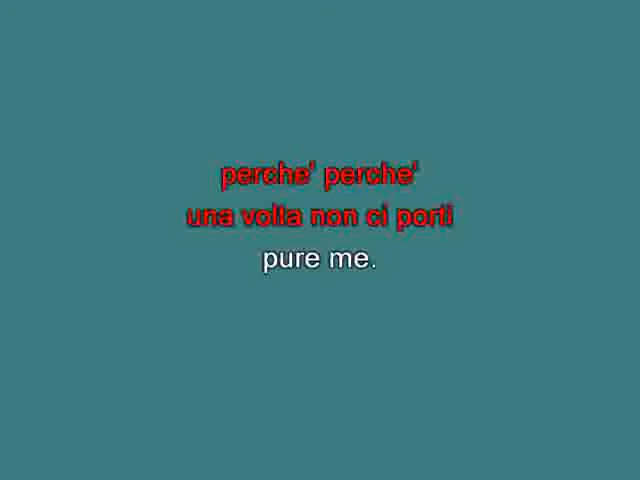 perche' perche'
una volta non ci porti
pure me.